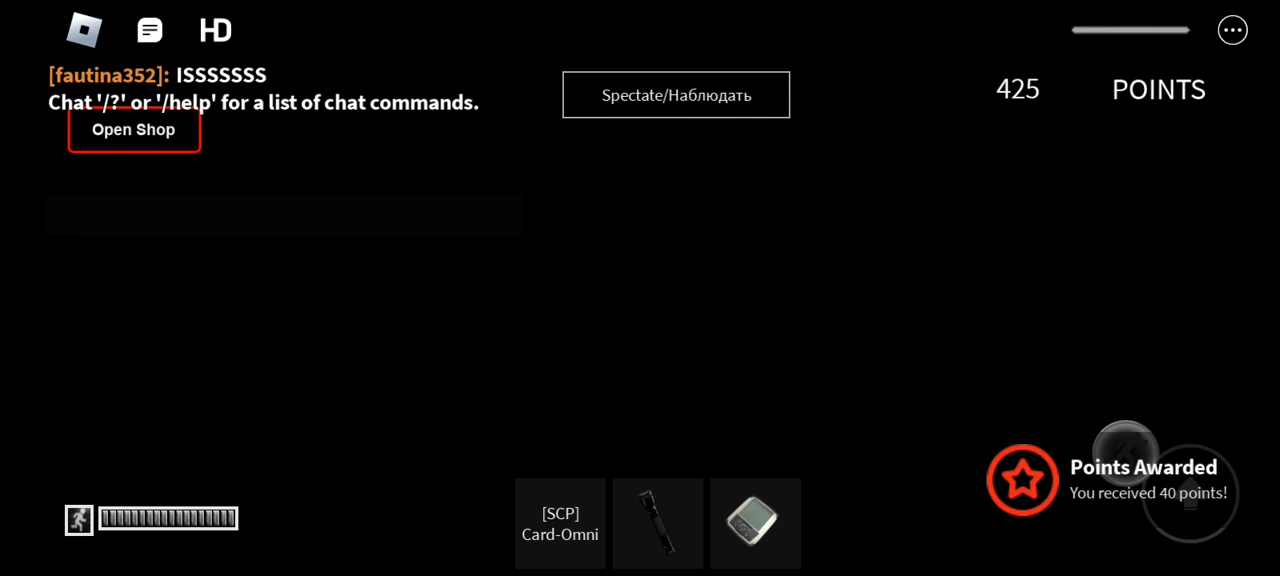 HD
[fautina352]: ISSSSSSS
Chat '/?' or '/help' for a list of chat commands.
Open Shop
Spectate/Наблюдать
425 POINTS
Points Awarded
You received 40 points!
[SCP]
Card-Omni